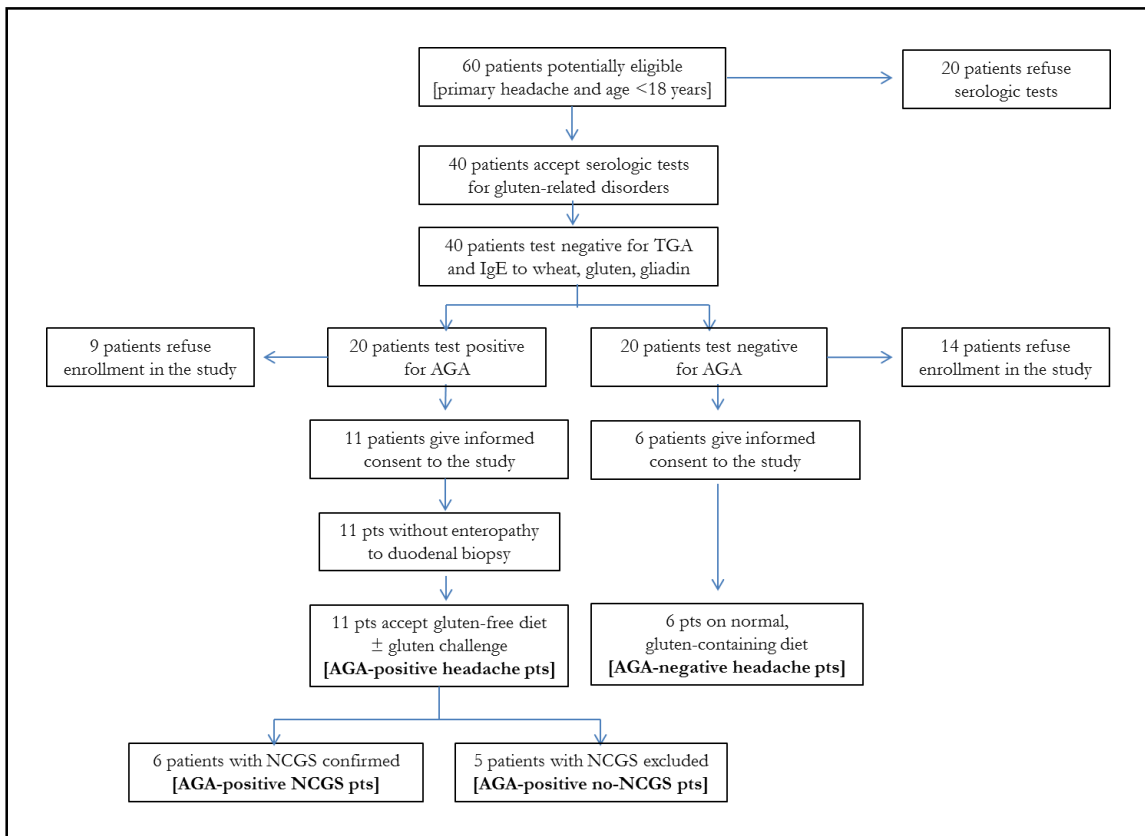 60 patients potentially eligible
[primary headache and age <18 years]
20 patients refuse
serologic tests
40 patients accept serologic tests
for gluten-related disorders
40 patients test negative for TGA
and IgE to wheat, gluten, gliadin
9 patients refuse
enrollment in the study
20 patients test positive
for AGA
20 patients test negative
for AGA
14 patients refuse
enrollment in the study
11 patients give informed
consent to the study
6 patients give informed
consent to the study
11 pts without enteropathy
to duodenal biopsy
11 pts accept gluten-free diet
± gluten challenge
[AGA-positive headache pts]
6 pts on normal,
gluten-containing diet
[AGA-negative headache pts]
6 patients with NCGS confirmed
[AGA-positive NCGS pts]
5 patients with NCGS excluded
[AGA-positive no-NCGS pts]